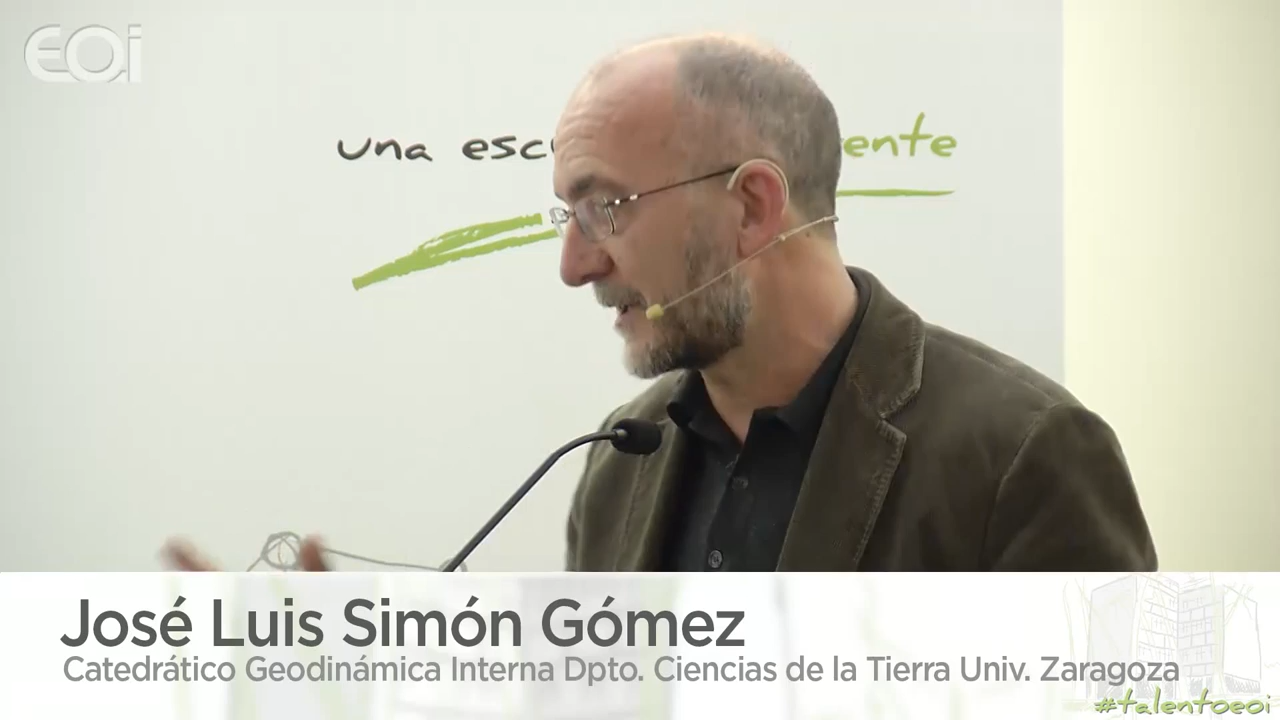 EOi
una esc
ente
José Luis Simón Gómez
Catedrático Geodinámica Interna Dpto. Ciencias de la Tierra Univ. Zaragoza
#talentoeoi